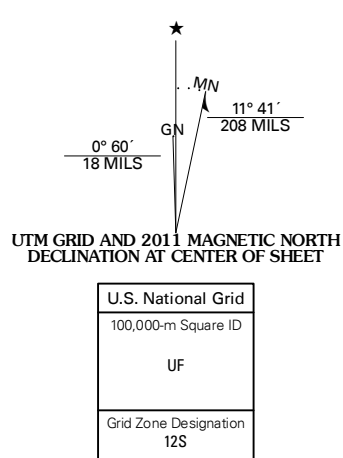 ★
MN
11° 41´
208 MILS
GN
0° 60´
18 MILS
UTM GRID AND 2011 MAGNETIC NORTH
DECLINATION AT CENTER OF SHEET
U.S. National Grid
100,000-m Square ID
UF
Grid Zone Designation
12S